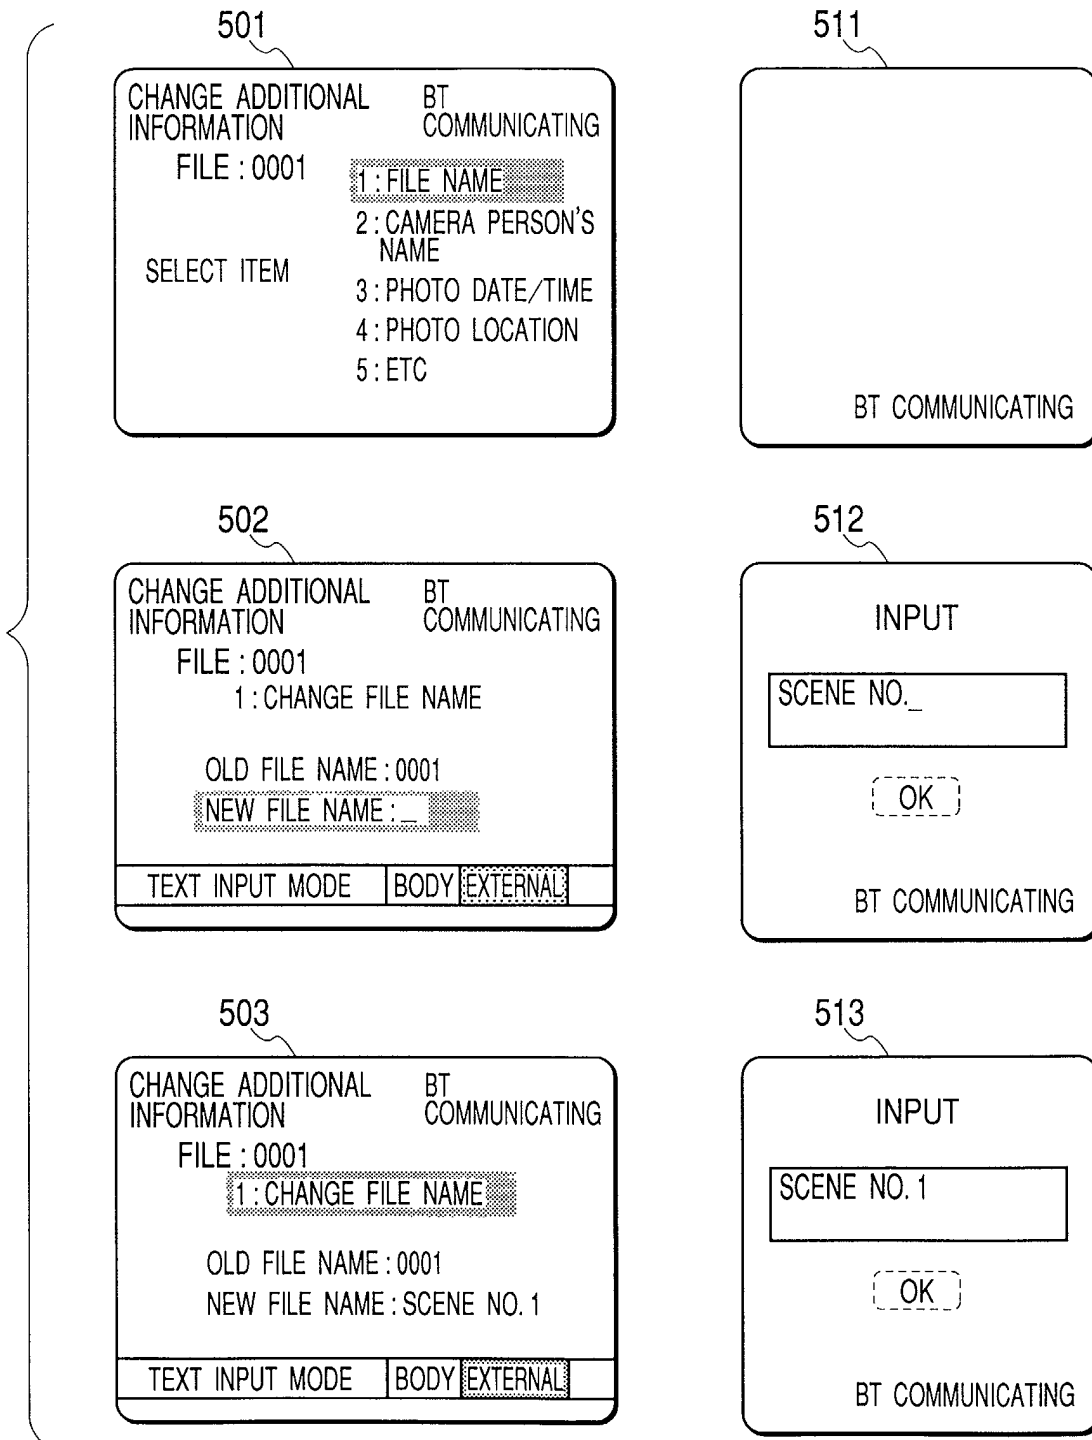 501
CHANGE ADDITIONAL
INFORMATION
BT
COMMUNICATING
FILE : 0001
1 : FILE NAME
2 : CAMERA PERSON'S
NAME
SELECT ITEM
3 : PHOTO DATE/TIME
4 : PHOTO LOCATION
5 : ETC
511
BT COMMUNICATING
502
CHANGE ADDITIONAL
INFORMATION
BT
COMMUNICATING
FILE : 0001
1 : CHANGE FILE NAME
OLD FILE NAME : 0001
NEW FILE NAME : _
TEXT INPUT MODE BODY EXTERNAL
512
INPUT
SCENE NO._
OK
BT COMMUNICATING
503
CHANGE ADDITIONAL
INFORMATION
BT
COMMUNICATING
FILE : 0001
1 : CHANGE FILE NAME
OLD FILE NAME : 0001
NEW FILE NAME : SCENE NO. 1
TEXT INPUT MODE BODY EXTERNAL
513
INPUT
SCENE NO. 1
OK
BT COMMUNICATING